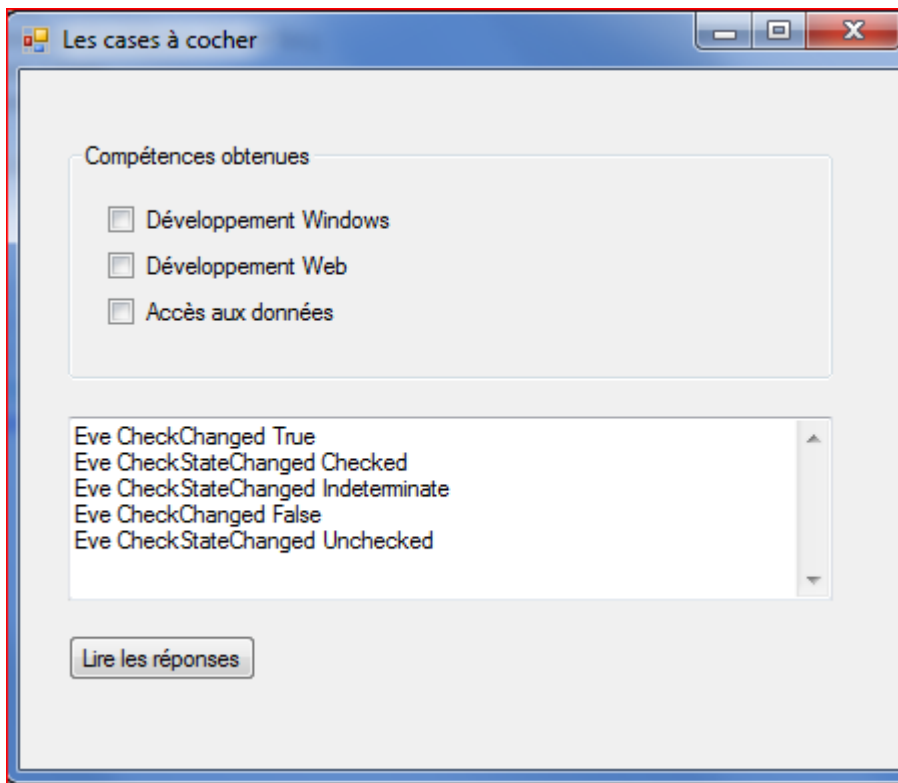 Les cases à cocher
Compétences obtenues
Développement Windows
Développement Web
Accès aux données
Eve CheckChanged True
Eve CheckStateChanged Checked
Eve CheckStateChanged Indeterminate
Eve CheckChanged False
Eve CheckStateChanged Unchecked
Lire les réponses